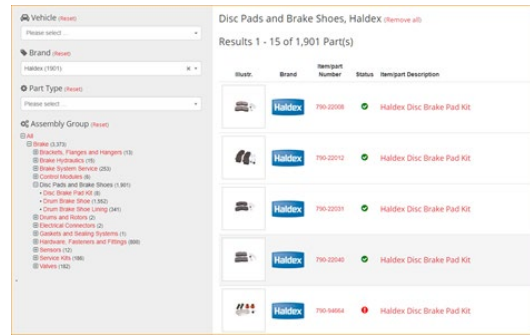 Vehicle (Reset)
Please select ...
Brand (Reset)
Haldex (1901)
Part Type (Reset)
Please select ...
Assembly Group (Reset)
All
Brake (3,373)
Brackets, Flanges and Hangers (13)
Brake Hydraulics (15)
Brake System Service (253)
Control Modules (6)
Disc Pads and Brake Shoes (1,901)
Disc Brake Pad Kit (8)
Drum Brake Shoe (1,552)
Drum Brake Shoe Lining (341)
Drums and Rotors (2)
Electrical Connectors (2)
Gaskets and Sealing Systems (1)
Hardware, Fasteners and Fittings (888)
Sensors (12)
Service Kits (198)
Valves (182)
Disc Pads and Brake Shoes, Haldex (Remove all)
Results 1 - 15 of 1,901 Part(s)
Illustr. Brand Item/part Number Status Item/part Description
Haldex 790-22008 Haldex Disc Brake Pad Kit
Haldex 790-22012 Haldex Disc Brake Pad Kit
Haldex 790-22031 Haldex Disc Brake Pad Kit
Haldex 790-22040 Haldex Disc Brake Pad Kit
Haldex 790-94664 Haldex Disc Brake Pad Kit